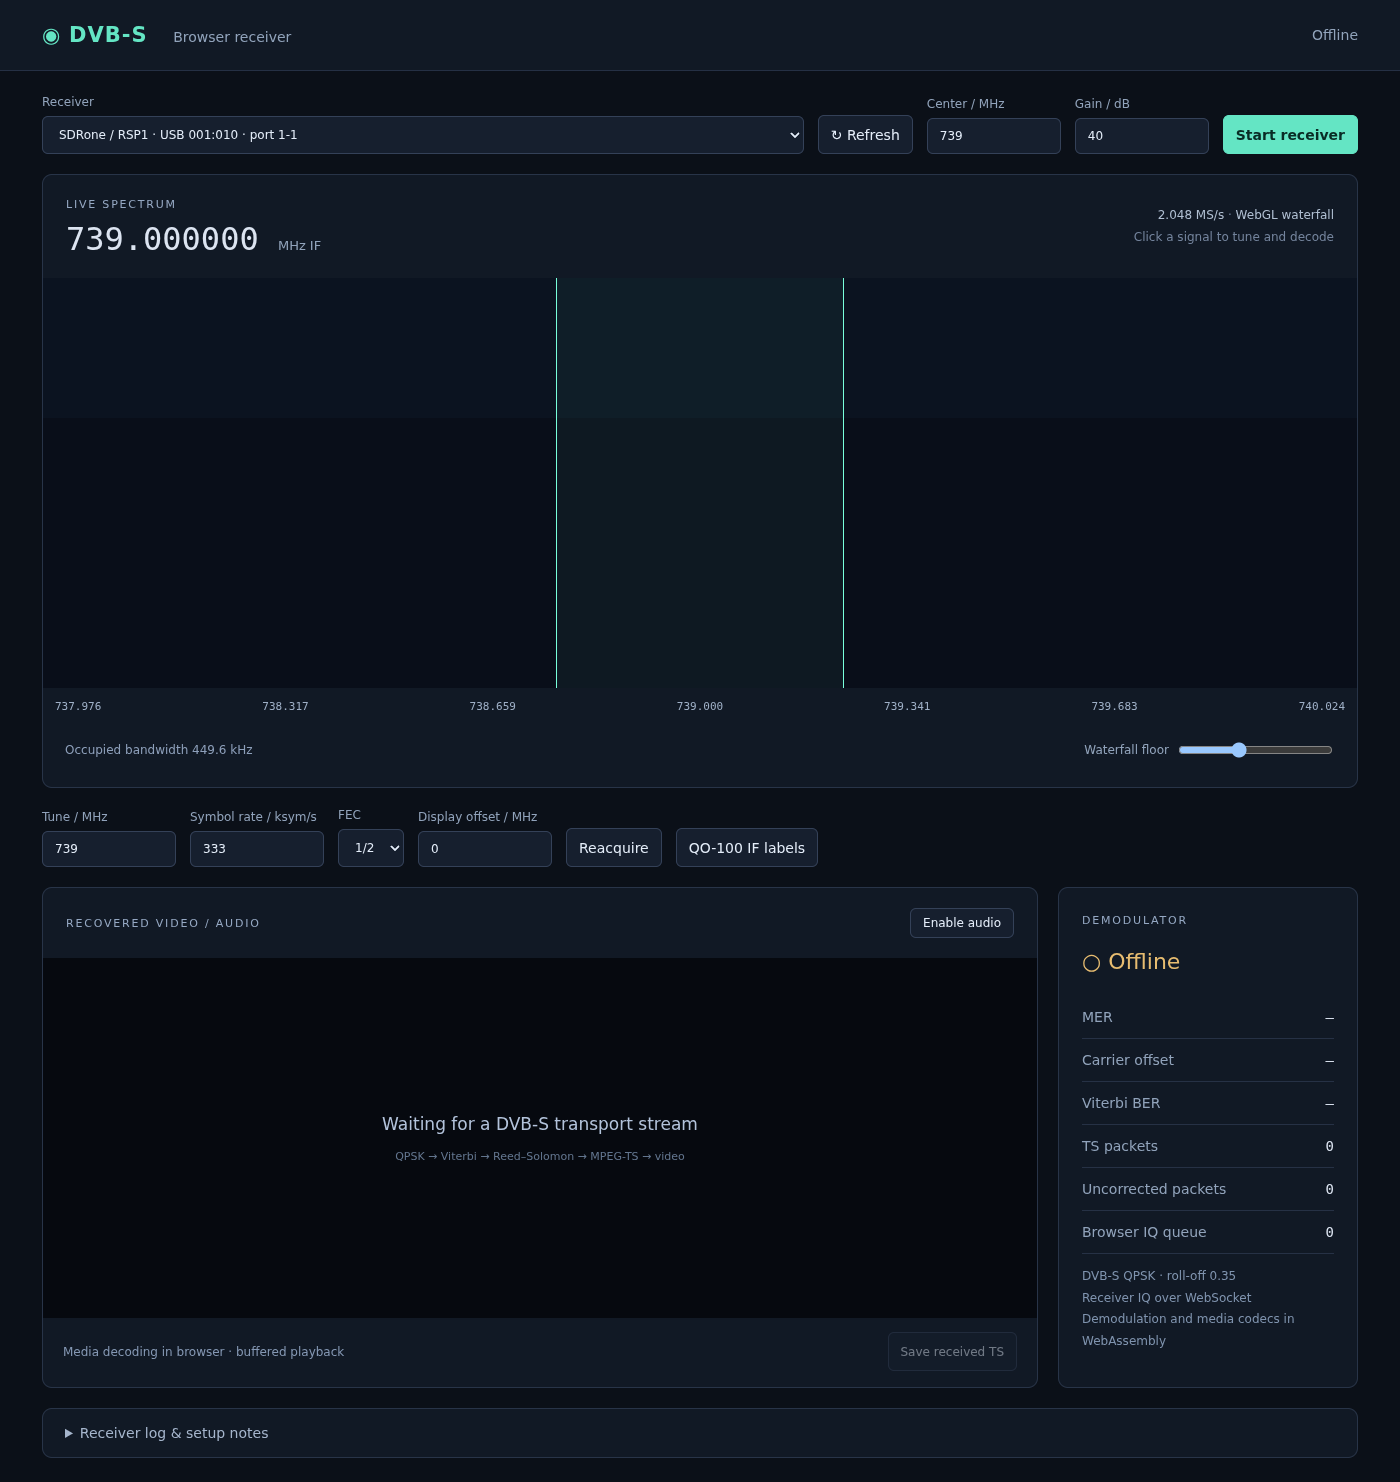 ◉ DVB-S Browser receiver Offline
Receiver
Center / MHz
Gain / dB
SDRone / RSP1 · USB 001:010 · port 1-1
↻ Refresh
739
40
Start receiver
LIVE SPECTRUM
739.000000 MHz IF
2.048 MS/s · WebGL waterfall
Click a signal to tune and decode
737.976 738.317 738.659 739.000 739.341 739.683 740.024
Occupied bandwidth 449.6 kHz
Waterfall floor
Tune / MHz
Symbol rate / ksym/s
FEC
Display offset / MHz
739
333
1/2
0
Reacquire
QO-100 IF labels
RECOVERED VIDEO / AUDIO
Enable audio
Waiting for a DVB-S transport stream
QPSK → Viterbi → Reed–Solomon → MPEG-TS → video
Media decoding in browser · buffered playback
Save received TS
DEMODULATOR
○ Offline
MER –
Carrier offset –
Viterbi BER –
TS packets 0
Uncorrected packets 0
Browser IQ queue 0
DVB-S QPSK · roll-off 0.35
Receiver IQ over WebSocket
Demodulation and media codecs in
WebAssembly
▶ Receiver log & setup notes